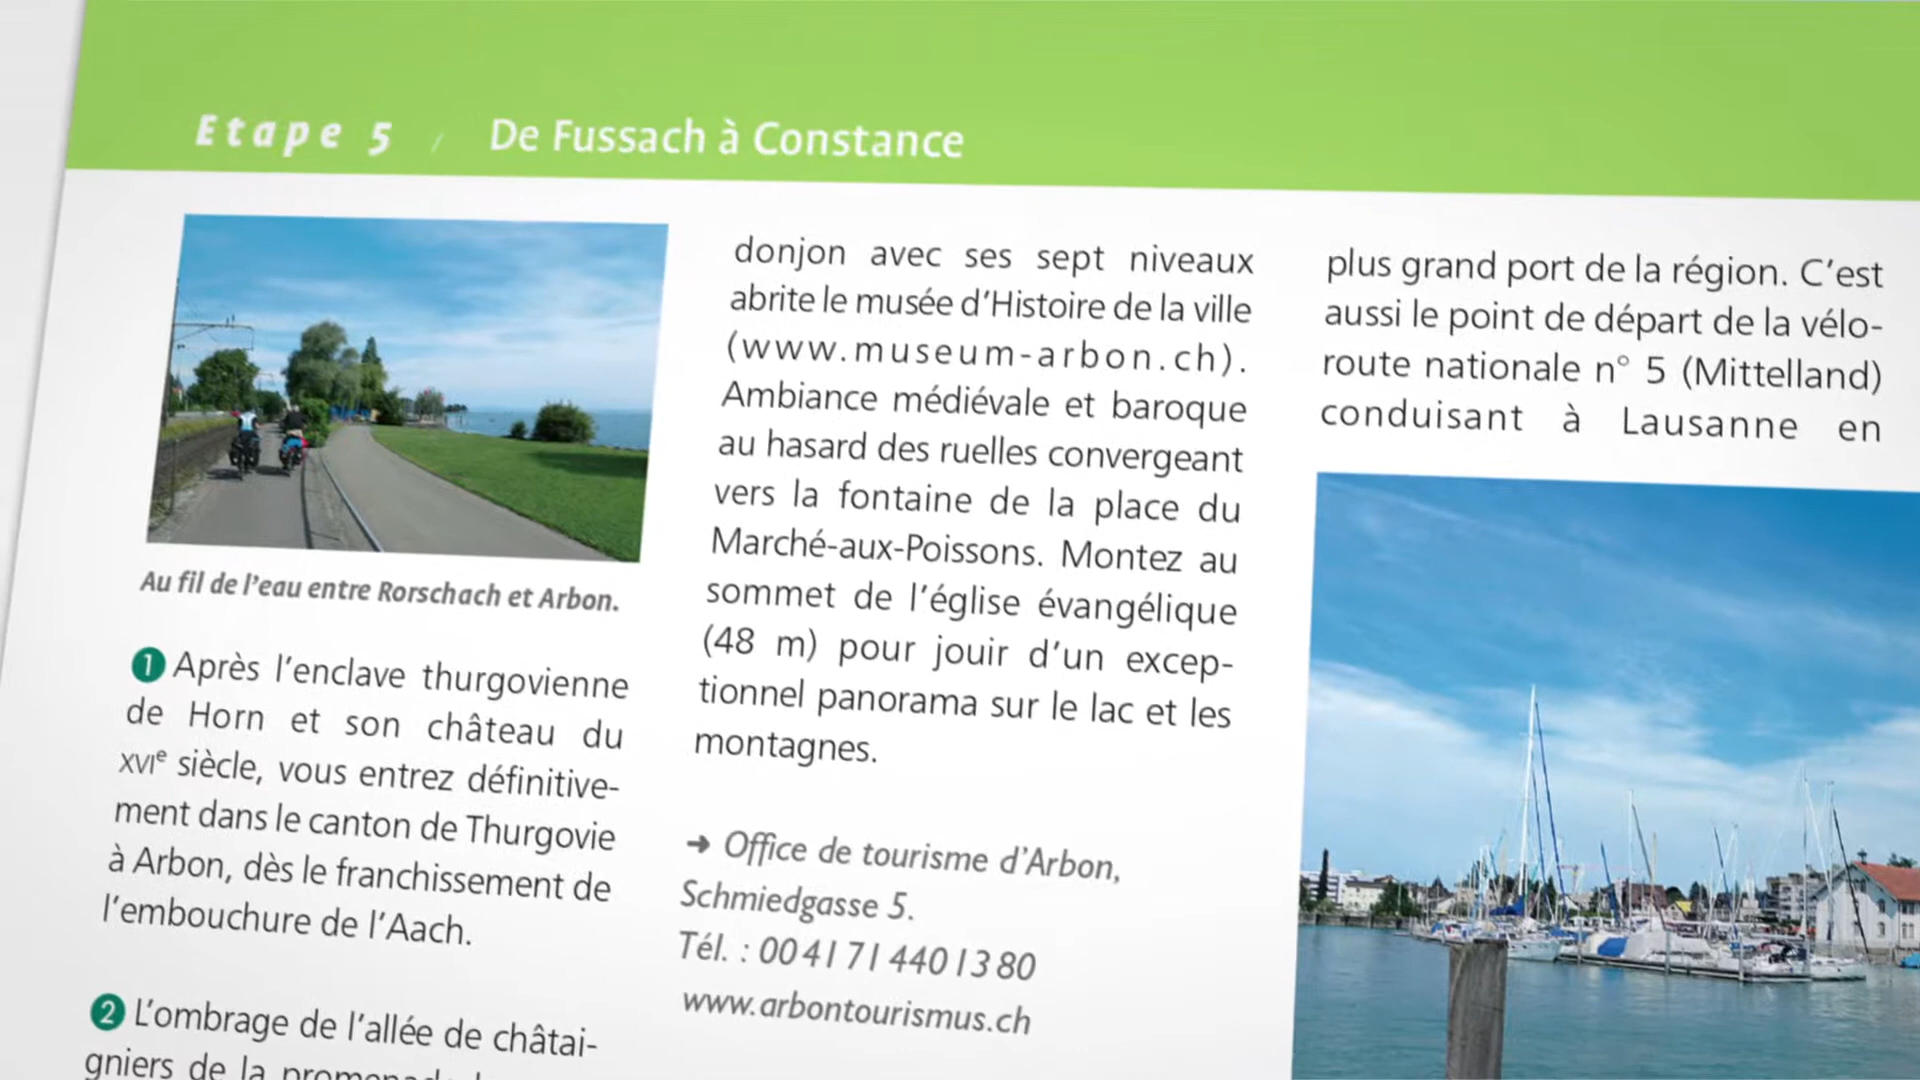 Etape 5 / De Fussach à Constance
Au fil de l'eau entre Rorschach et Arbon.
1 Après l'enclave thurgovienne
de Horn et son château du
XVIe siècle, vous entrez définitive-
ment dans le canton de Thurgovie
à Arbon, dès le franchissement de
l'embouchure de l'Aach.
2 L'ombrage de l'allée de châtai-
gniers de la
donjon avec ses sept niveaux
abrite le musée d'Histoire de la ville
(www.museum-arbon.ch).
Ambiance médiévale et baroque
au hasard des ruelles convergeant
vers la fontaine de la place du
Marché-aux-Poissons. Montez au
sommet de l'église évangélique
(48 m) pour jouir d'un excep-
tionnel panorama sur le lac et les
montagnes.
➜ Office de tourisme d'Arbon,
Schmiedgasse 5.
Tél. : 00 41 71 440 13 80
www.arbontourismus.ch
plus grand port de la région. C'est
aussi le point de départ de la vélo-
route nationale n° 5 (Mittelland)
conduisant à Lausanne en